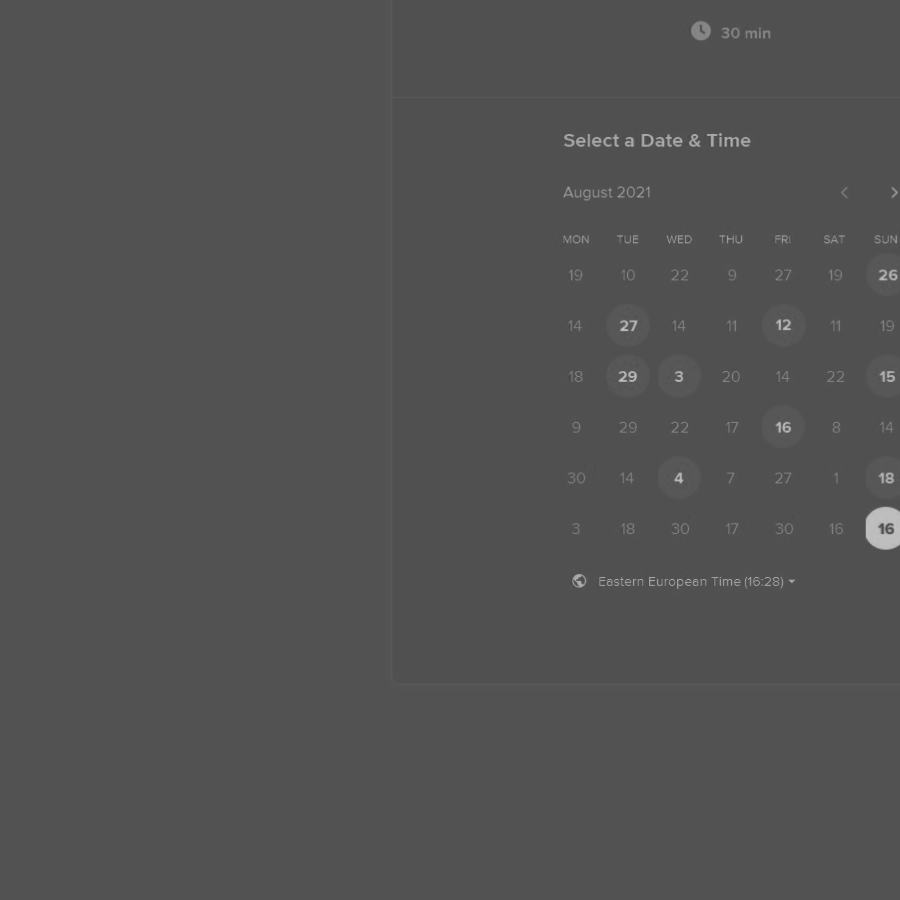 30 min
Select a Date & Time
August 2021
MON TUE WED THU FRI SAT SUN
19 10 22 9 27 19 26
14 27 14 11 12 11 19
18 29 3 20 14 22 15
9 29 22 17 16 8 14
30 14 4 7 27 1 18
3 18 30 17 30 16 16
Eastern European Time (16:28)